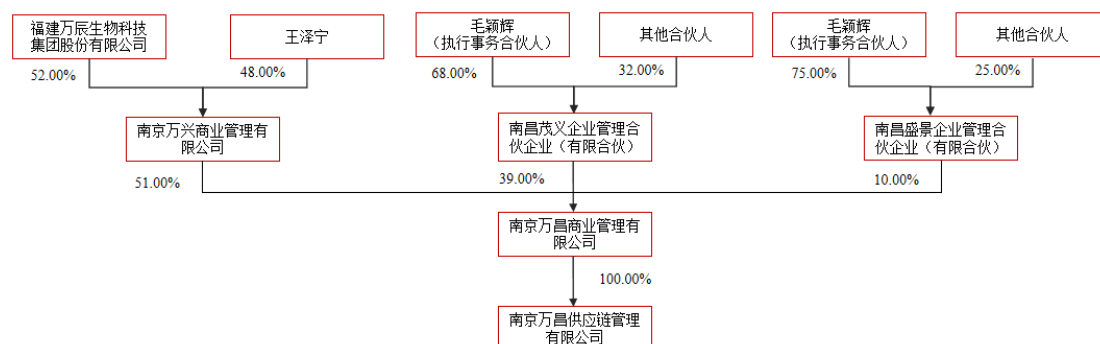 福建万辰生物科技
集团股份有限公司
王泽宁
毛颖辉
（执行事务合伙人）
其他合伙人
毛颖辉
（执行事务合伙人）
其他合伙人
52.00%
48.00%
68.00%
32.00%
75.00%
25.00%
南京万兴商业管理有
限公司
南昌茂义企业管理合
伙企业（有限合伙）
南昌盛景企业管理合
伙企业（有限合伙）
51.00%
39.00%
10.00%
南京万昌商业管理有
限公司
100.00%
南京万昌供应链管理
有限公司